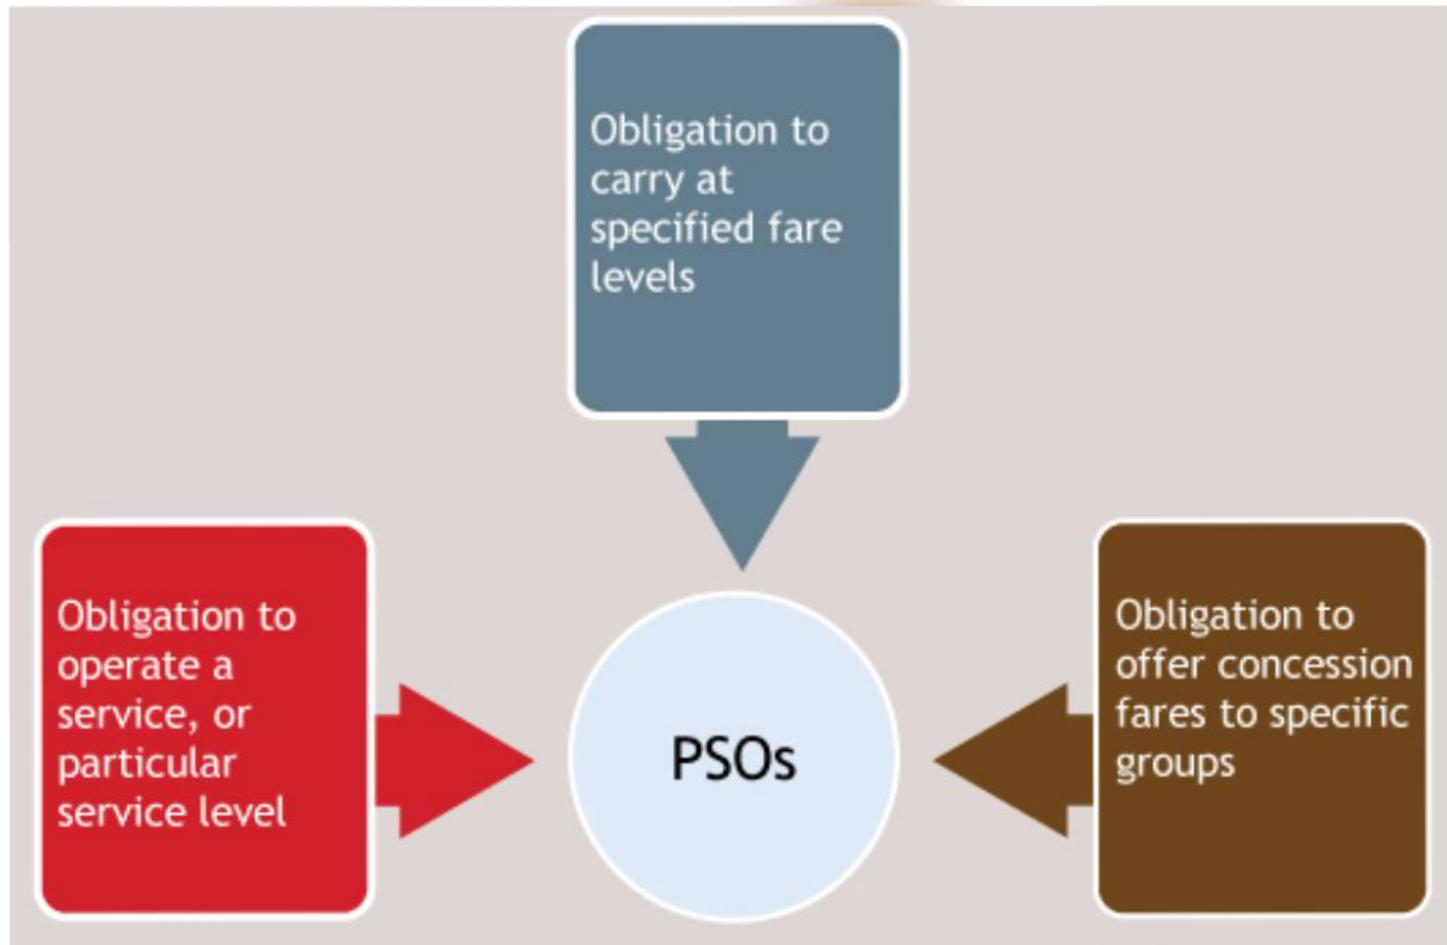 Obligation to
carry at
specified fare
levels
Obligation to
operate a
service, or
particular
service level
PSOs
Obligation to
offer concession
fares to specific
groups